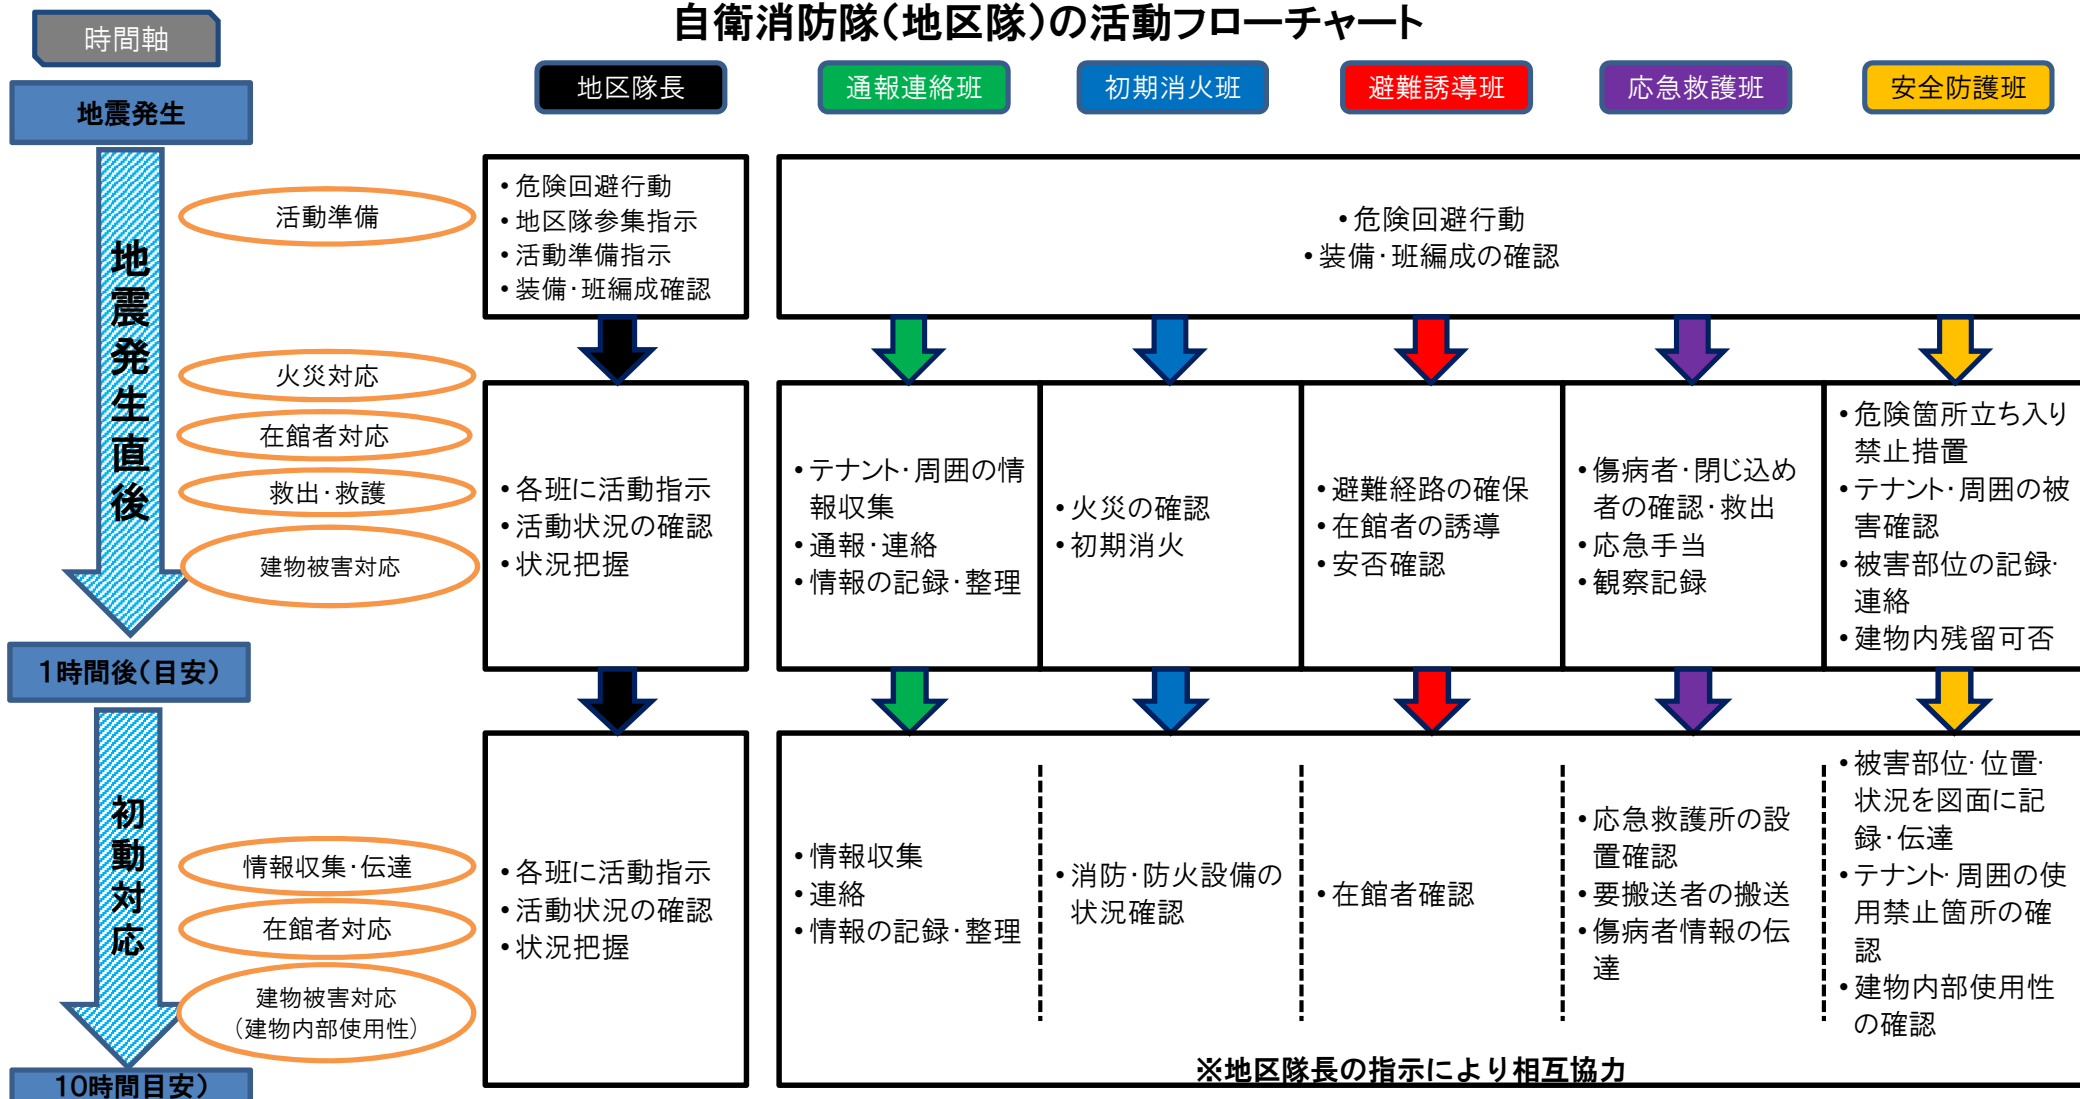 自衛消防隊（地区隊）の活動フローチャート
時間軸
地区隊長
通報連絡班
初期消火班
避難誘導班
応急救護班
安全防護班
地震発生
地震発生直後
活動準備
•危険回避行動
•地区隊参集指示
•活動準備指示
•装備・班編成確認
•危険回避行動
•装備・班編成の確認
火災対応
在館者対応
救出・救護
建物被害対応
•各班に活動指示
•活動状況の確認
•状況把握
•テナント・周囲の情
報収集
•通報・連絡
•情報の記録・整理
•火災の確認
•初期消火
•避難経路の確保
•在館者の誘導
•安否確認
•傷病者・閉じ込め
者の確認・救出
•応急手当
•観察記録
•危険箇所立ち入り
禁止措置
•テナント・周囲の被
害確認
•被害部位の記録・
連絡
•建物内残留可否
1時間後（目安）
初動対応
情報収集・伝達
在館者対応
建物被害対応
（建物内部使用性）
•各班に活動指示
•活動状況の確認
•状況把握
•情報収集
•連絡
•情報の記録・整理
•消防・防火設備の
状況確認
•在館者確認
•応急救護所の設
置確認
•要搬送者の搬送
•傷病者情報の伝
達
•被害部位・位置・
状況を図面に記
録・伝達
•テナント・周囲の使
用禁止箇所の確
認
•建物内部使用性
の確認
※地区隊長の指示により相互協力
10時間目安）